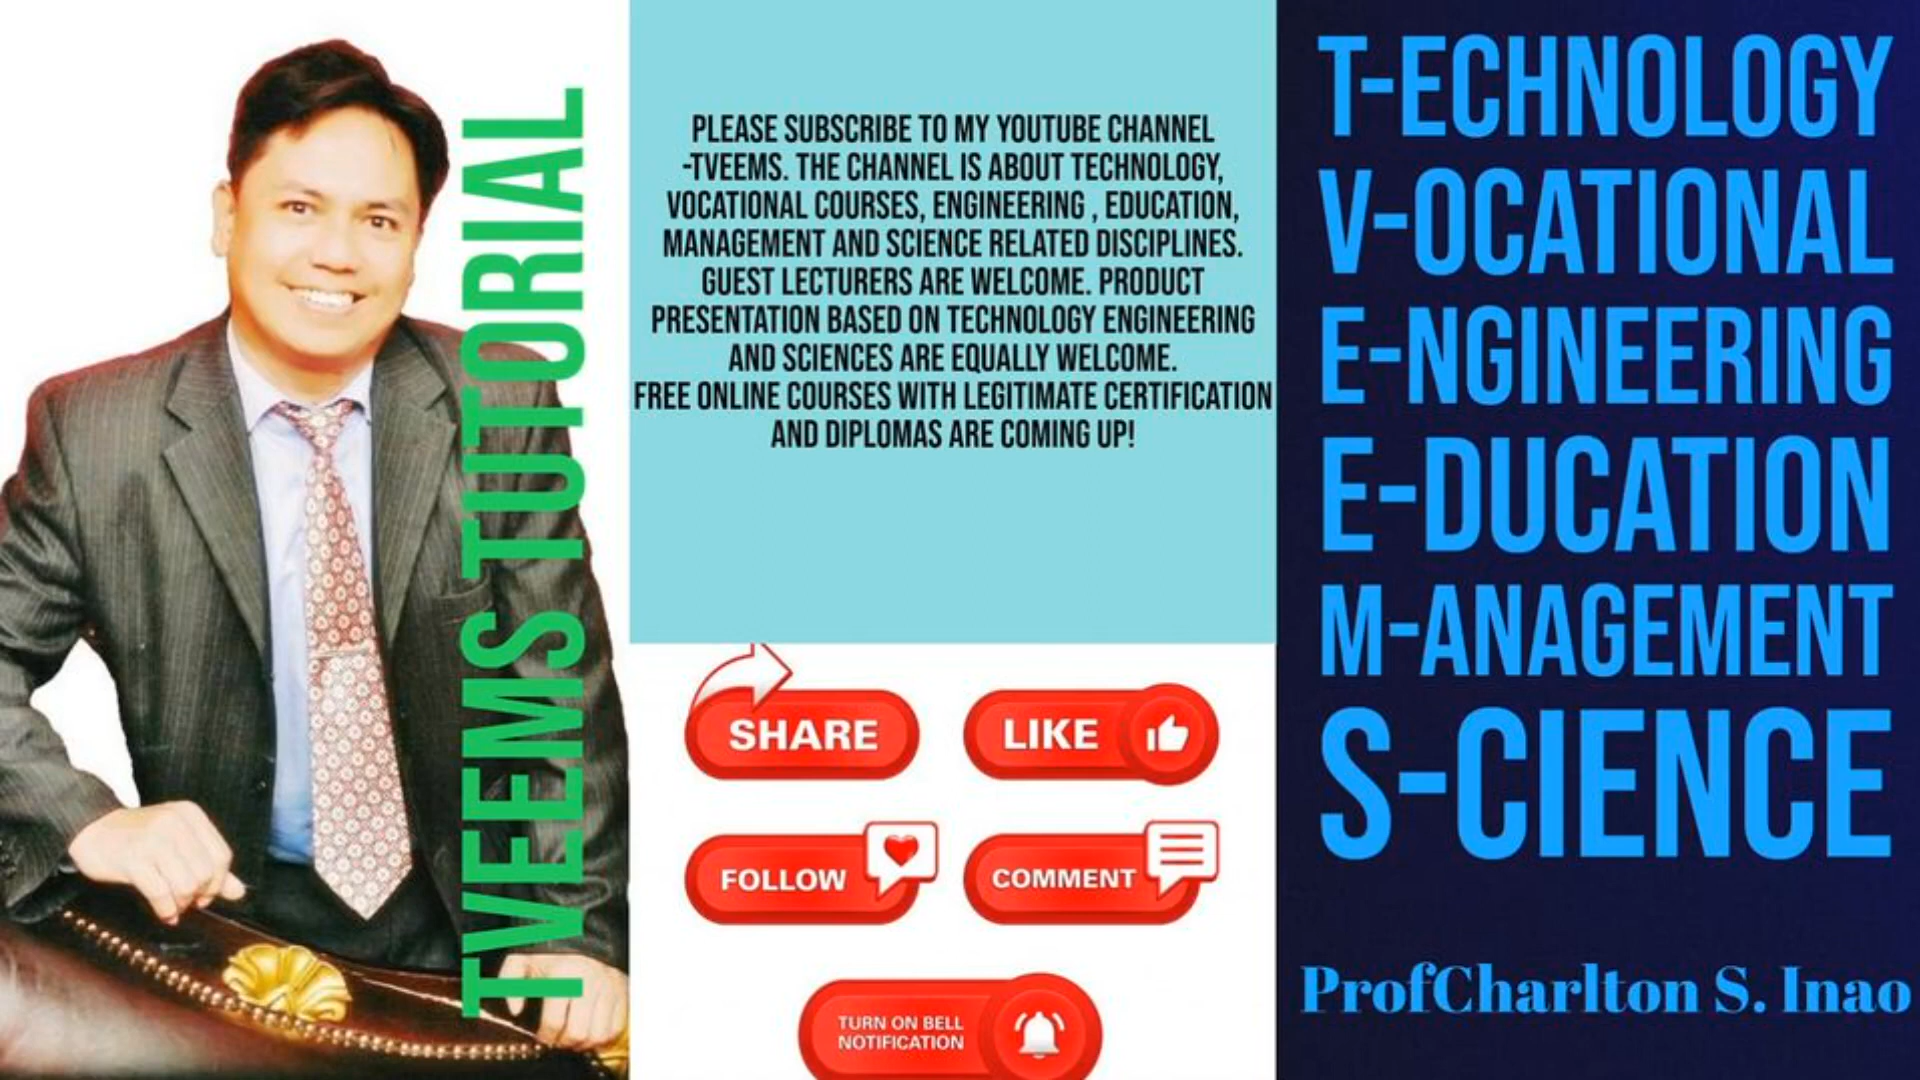 TVEEMS TUTORIAL
PLEASE SUBSCRIBE TO MY YOUTUBE CHANNEL
-TVEEMS. THE CHANNEL IS ABOUT TECHNOLOGY,
VOCATIONAL COURSES, ENGINEERING , EDUCATION,
MANAGEMENT AND SCIENCE RELATED DISCIPLINES.
GUEST LECTURERS ARE WELCOME. PRODUCT
PRESENTATION BASED ON TECHNOLOGY ENGINEERING
AND SCIENCES ARE EQUALLY WELCOME.
FREE ONLINE COURSES WITH LEGITIMATE CERTIFICATION
AND DIPLOMAS ARE COMING UP!
SHARE
LIKE
FOLLOW
COMMENT
TURN ON BELL
NOTIFICATION
T-ECHNOLOGY
V-OCATIONAL
E-NGINEERING
E-DUCATION
M-ANAGEMENT
S-CIENCE
ProfCharlton S. Inao